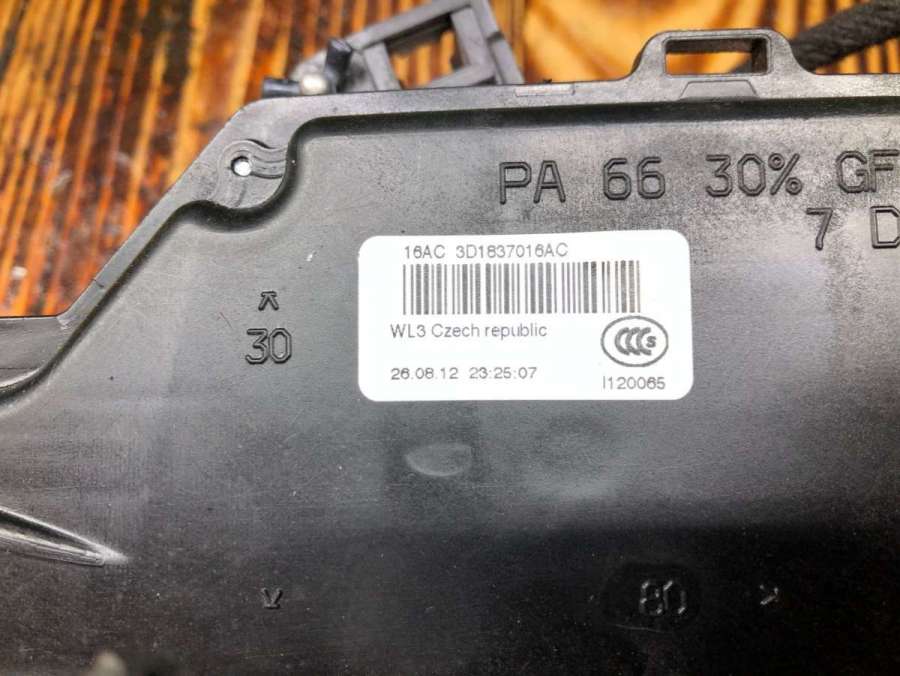 PA 66 30% GF
7 D
16AC 3D1837016AC
WL3 Czech republic
CCC S
26.08.12 23:25:07
I120065
30
80